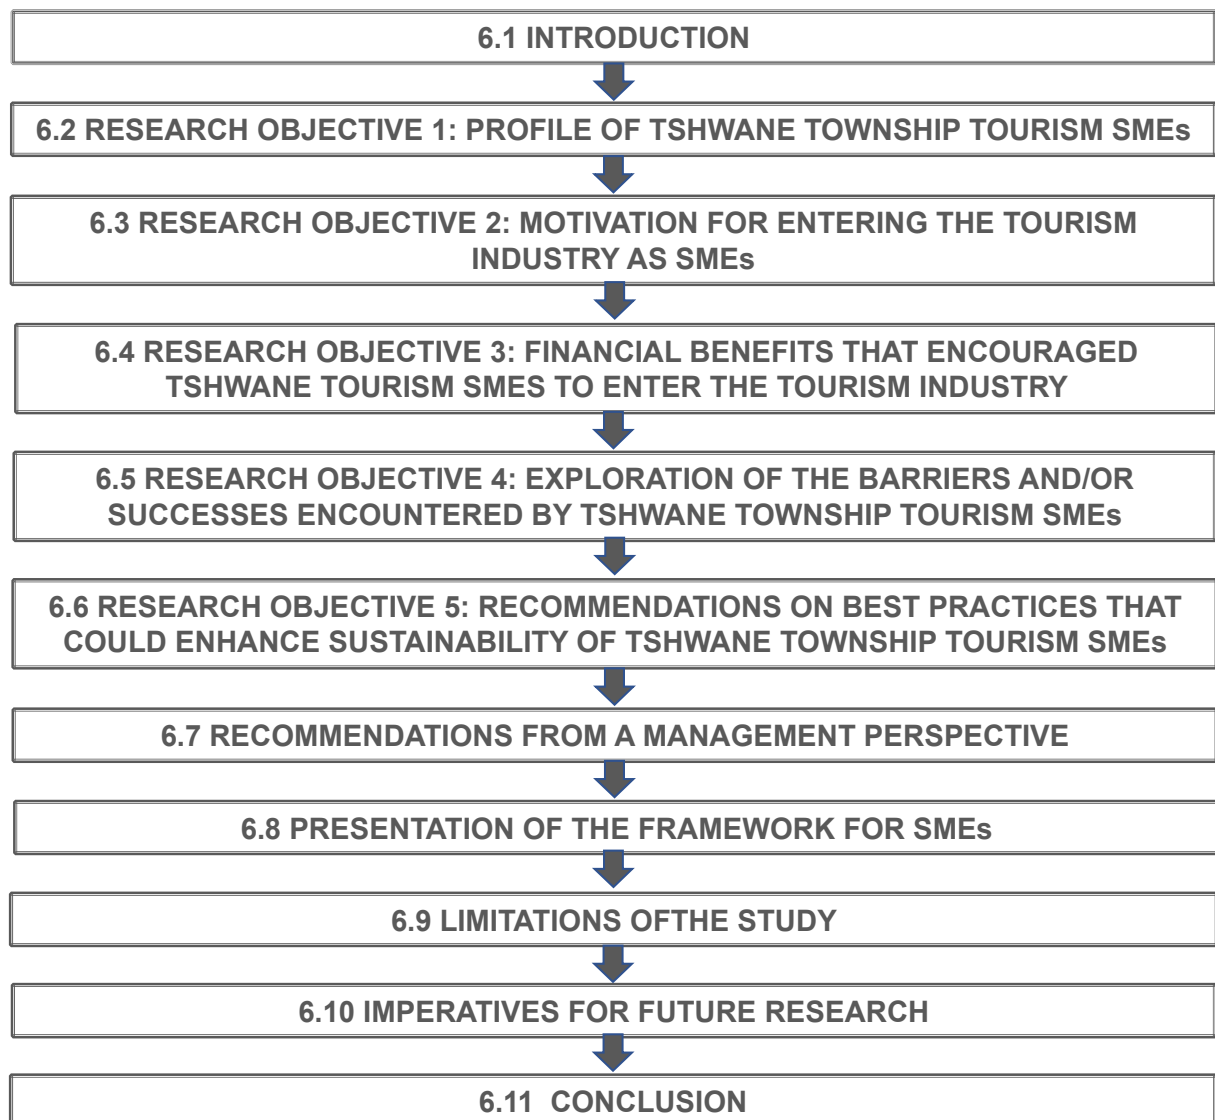 6.1 INTRODUCTION
6.2 RESEARCH OBJECTIVE 1: PROFILE OF TSHWANE TOWNSHIP TOURISM SMEs
6.3 RESEARCH OBJECTIVE 2: MOTIVATION FOR ENTERING THE TOURISM
INDUSTRY AS SMEs
6.4 RESEARCH OBJECTIVE 3: FINANCIAL BENEFITS THAT ENCOURAGED
TSHWANE TOURISM SMES TO ENTER THE TOURISM INDUSTRY
6.5 RESEARCH OBJECTIVE 4: EXPLORATION OF THE BARRIERS AND/OR
SUCCESSES ENCOUNTERED BY TSHWANE TOWNSHIP TOURISM SMEs
6.6 RESEARCH OBJECTIVE 5: RECOMMENDATIONS ON BEST PRACTICES THAT
COULD ENHANCE SUSTAINABILITY OF TSHWANE TOWNSHIP TOURISM SMEs
6.7 RECOMMENDATIONS FROM A MANAGEMENT PERSPECTIVE
6.8 PRESENTATION OF THE FRAMEWORK FOR SMEs
6.9 LIMITATIONS OFTHE STUDY
6.10 IMPERATIVES FOR FUTURE RESEARCH
6.11 CONCLUSION